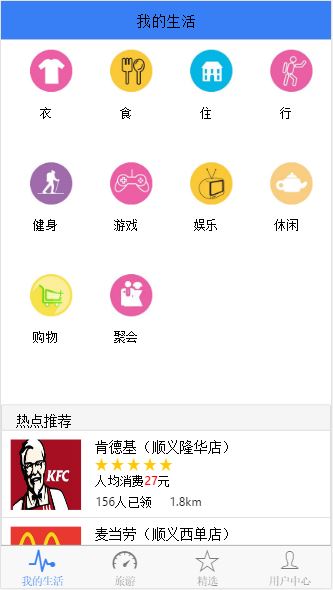 我的生活
衣 食 住 行
健身 游戏 娱乐 休闲
购物 聚会
热点推荐
肯德基（顺义隆华店）
KFC
人均消费27元
156人已领 1.8km
麦当劳（顺义西单店）
我的生活 旅游 精选 用户中心